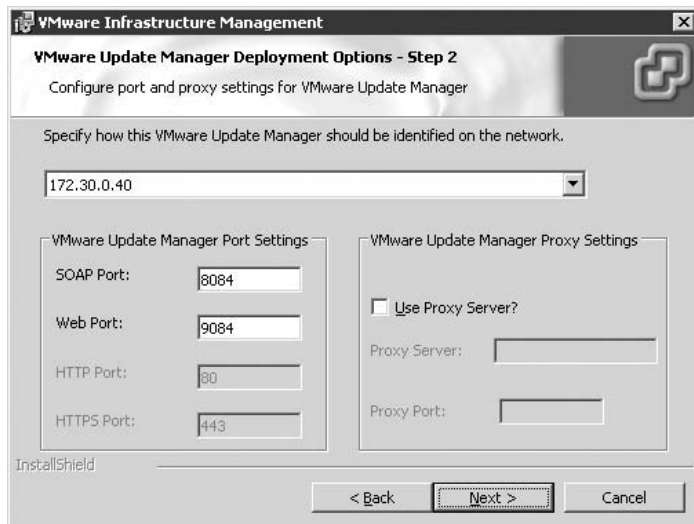 VMware Infrastructure Management
VMware Update Manager Deployment Options - Step 2
Configure port and proxy settings for VMware Update Manager
Specify how this VMware Update Manager should be identified on the network.
172.30.0.40
VMware Update Manager Port Settings
SOAP Port: 8084
Web Port: 9084
HTTP Port: 80
HTTPS Port: 443
VMware Update Manager Proxy Settings
Use Proxy Server?
Proxy Server:
Proxy Port:
InstallShield
< Back Next > Cancel